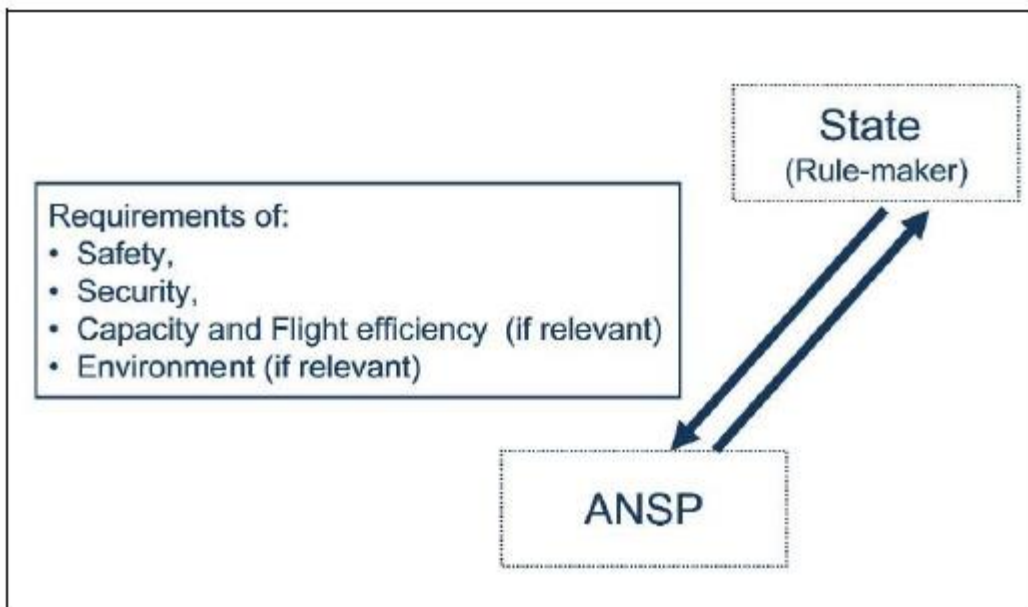 State
(Rule-maker)
Requirements of:
• Safety,
• Security,
• Capacity and Flight efficiency (if relevant)
• Environment (if relevant)
ANSP